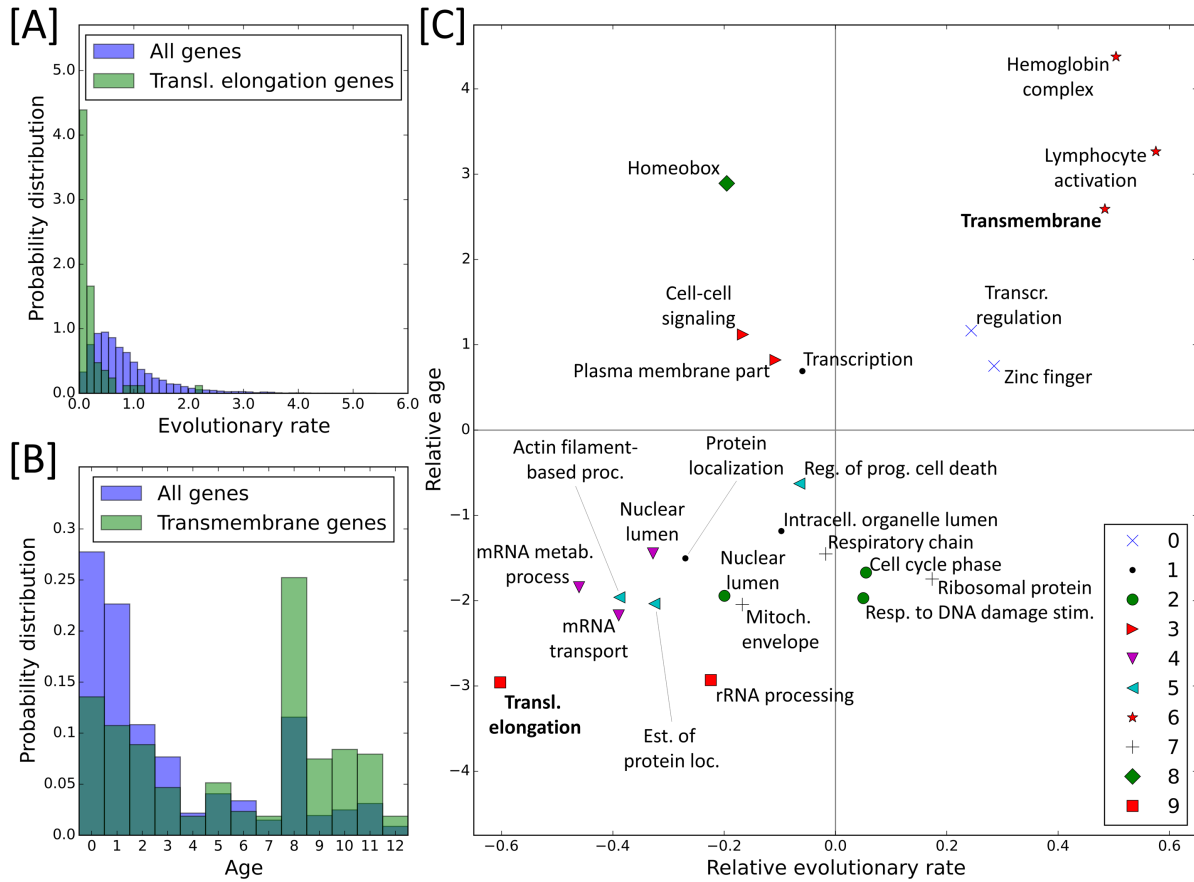 [A]
All genes
Transl. elongation genes
Probability distribution
5.0
4.0
3.0
2.0
1.0
0.0
0.0 1.0 2.0 3.0 4.0 5.0 6.0
Evolutionary rate
[B]
All genes
Transmembrane genes
Probability distribution
0.3
0.25
0.2
0.15
0.1
0.05
0.0
0 1 2 3 4 5 6 7 8 9 10 11 12
Age
[C]
Relative age
4
3
2
1
0
−1
−2
−3
−4
−0.6 −0.4 −0.2 0.0 0.2 0.4 0.6
Relative evolutionary rate
Hemoglobin
complex
Lymphocyte
activation
Transmembrane
Homeobox
Cell-cell
signaling
Plasma membrane part
Transcription
Transcr.
regulation
Zinc finger
Actin filament-
based proc.
Protein
localization
Reg. of prog. cell death
Nuclear
lumen
Intracell. organelle lumen
Respiratory chain
mRNA metab.
process
Nuclear
lumen
Cell cycle phase
Ribosomal protein
Resp. to DNA damage stim.
Mitoch.
envelope
mRNA
transport
Transl.
elongation
rRNA processing
Est. of
protein loc.
0
1
2
3
4
5
6
7
8
9